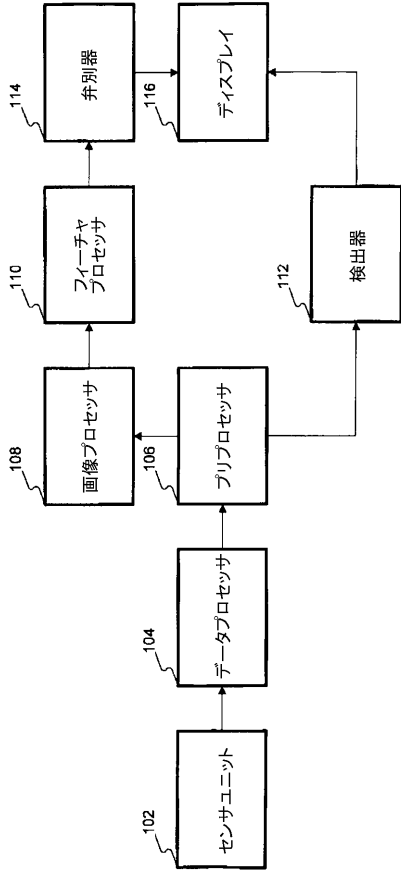 102
センサユニット
104
データプロセッサ
106
プリプロセッサ
108
画像プロセッサ
110
フィーチャ
プロセッサ
112
検出器
114
弁別器
116
ディスプレイ